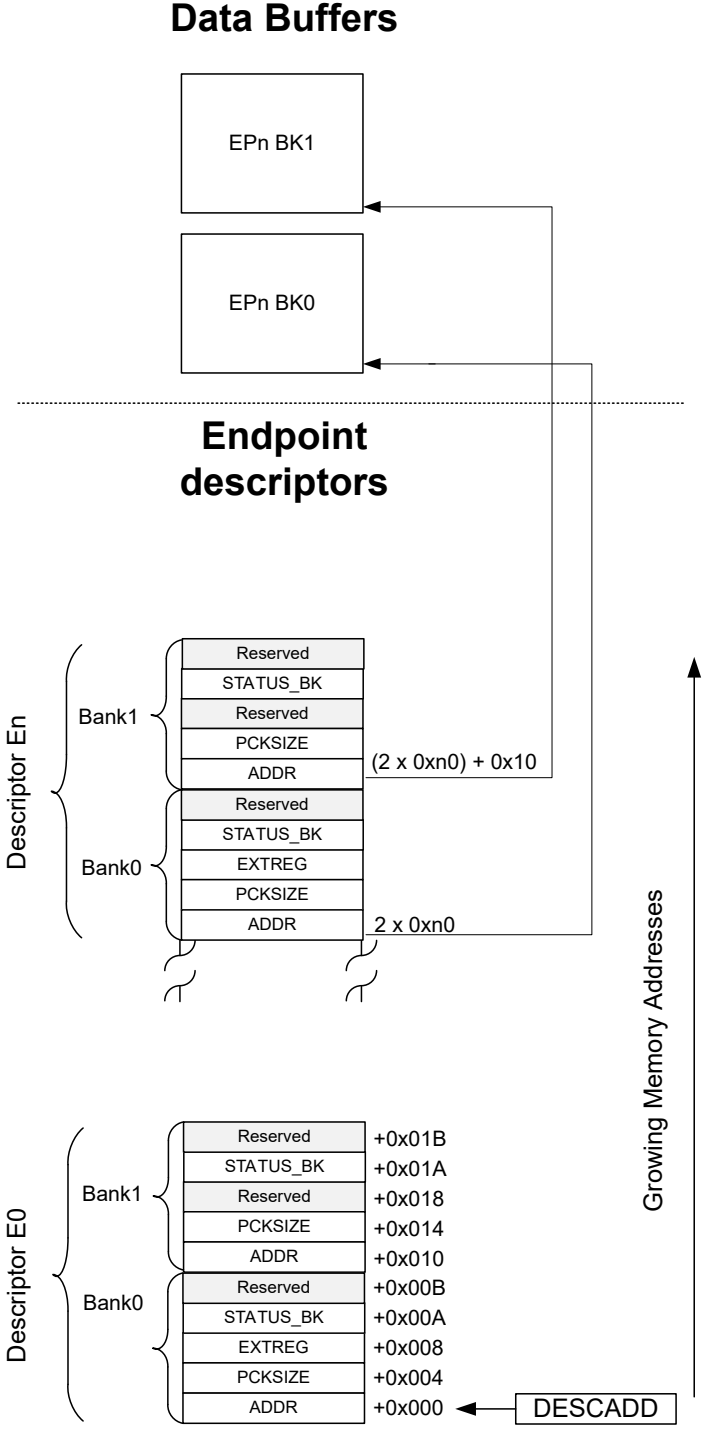 Data Buffers
EPn BK1
EPn BK0
Endpoint
descriptors
Descriptor En
Bank1
Reserved
STATUS_BK
Reserved
PCKSIZE
ADDR
(2 x 0xn0) + 0x10
Bank0
Reserved
STATUS_BK
EXTREG
PCKSIZE
ADDR
2 x 0xn0
Growing Memory Addresses
Descriptor E0
Bank1
Reserved +0x01B
STATUS_BK +0x01A
Reserved +0x018
PCKSIZE +0x014
ADDR +0x010
Bank0
Reserved +0x00B
STATUS_BK +0x00A
EXTREG +0x008
PCKSIZE +0x004
ADDR +0x000 DESCADD